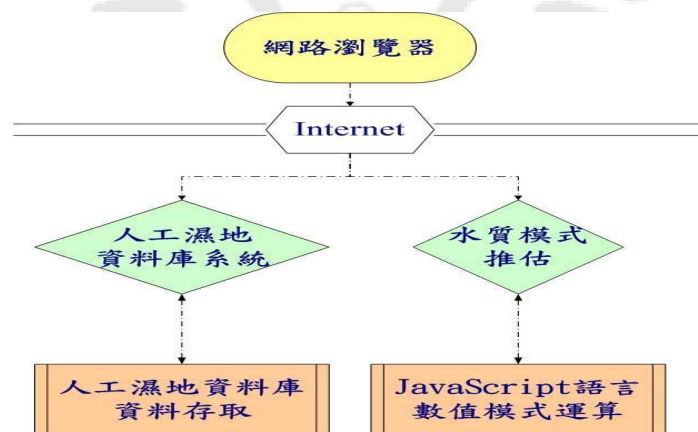 網路瀏覽器
Internet
人工濕地
資料庫系統
水質模式
推估
人工濕地資料庫
資料存取
JavaScript語言
數值模式運算